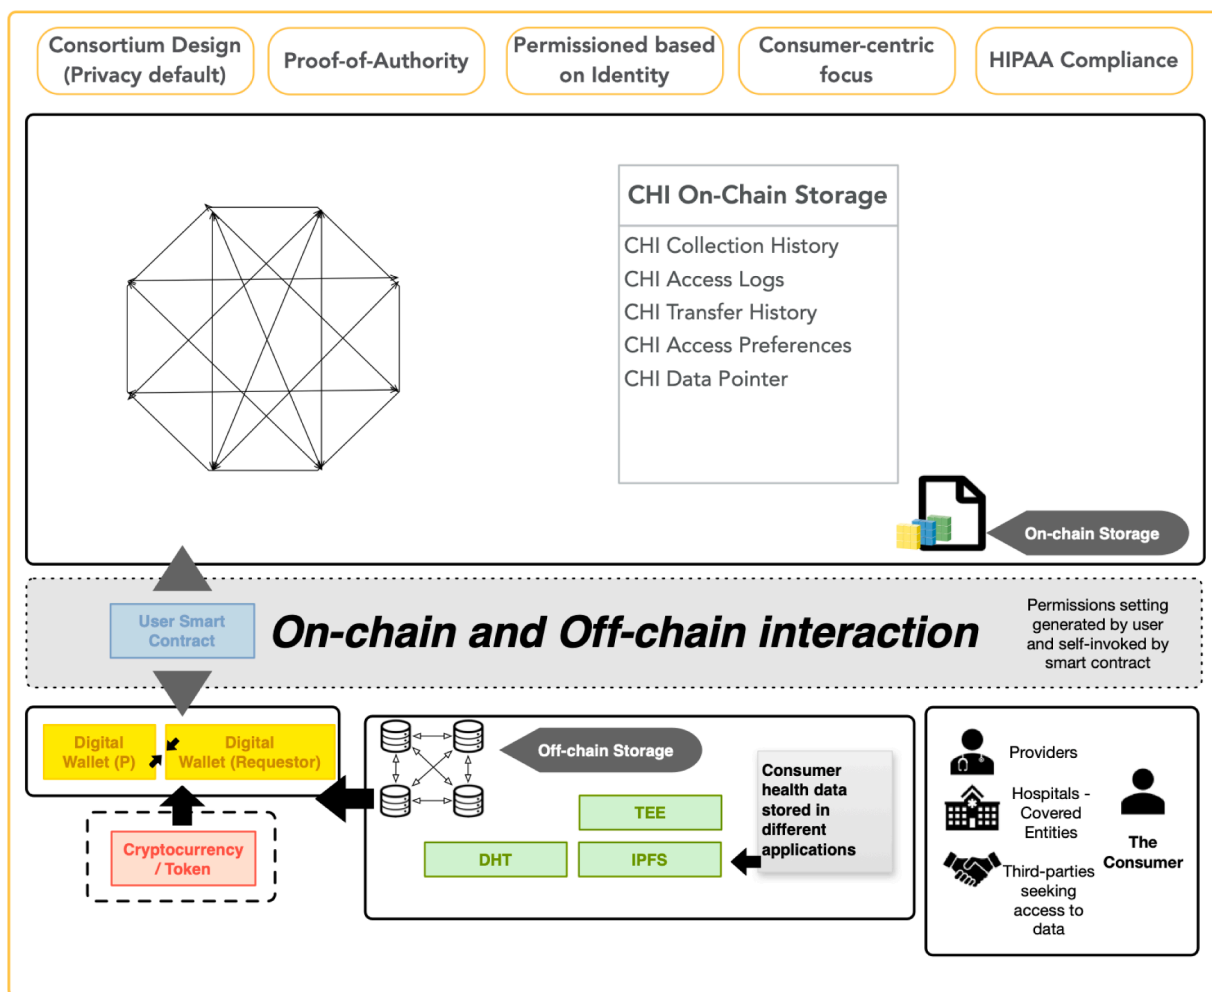 Consortium Design
(Privacy default)
Proof-of-Authority
Permissioned based
on Identity
Consumer-centric
focus
HIPAA Compliance
CHI On-Chain Storage
CHI Collection History
CHI Access Logs
CHI Transfer History
CHI Access Preferences
CHI Data Pointer
On-chain Storage
User Smart
Contract
On-chain and Off-chain interaction
Permissions setting
generated by user
and self-invoked by
smart contract
Digital
Wallet (P)
Digital
Wallet (Requestor)
Cryptocurrency
/ Token
Off-chain Storage
TEE
DHT
IPFS
Consumer
health data
stored in
different
applications
Providers
Hospitals -
Covered
Entities
Third-parties
seeking
access to
data
The
Consumer